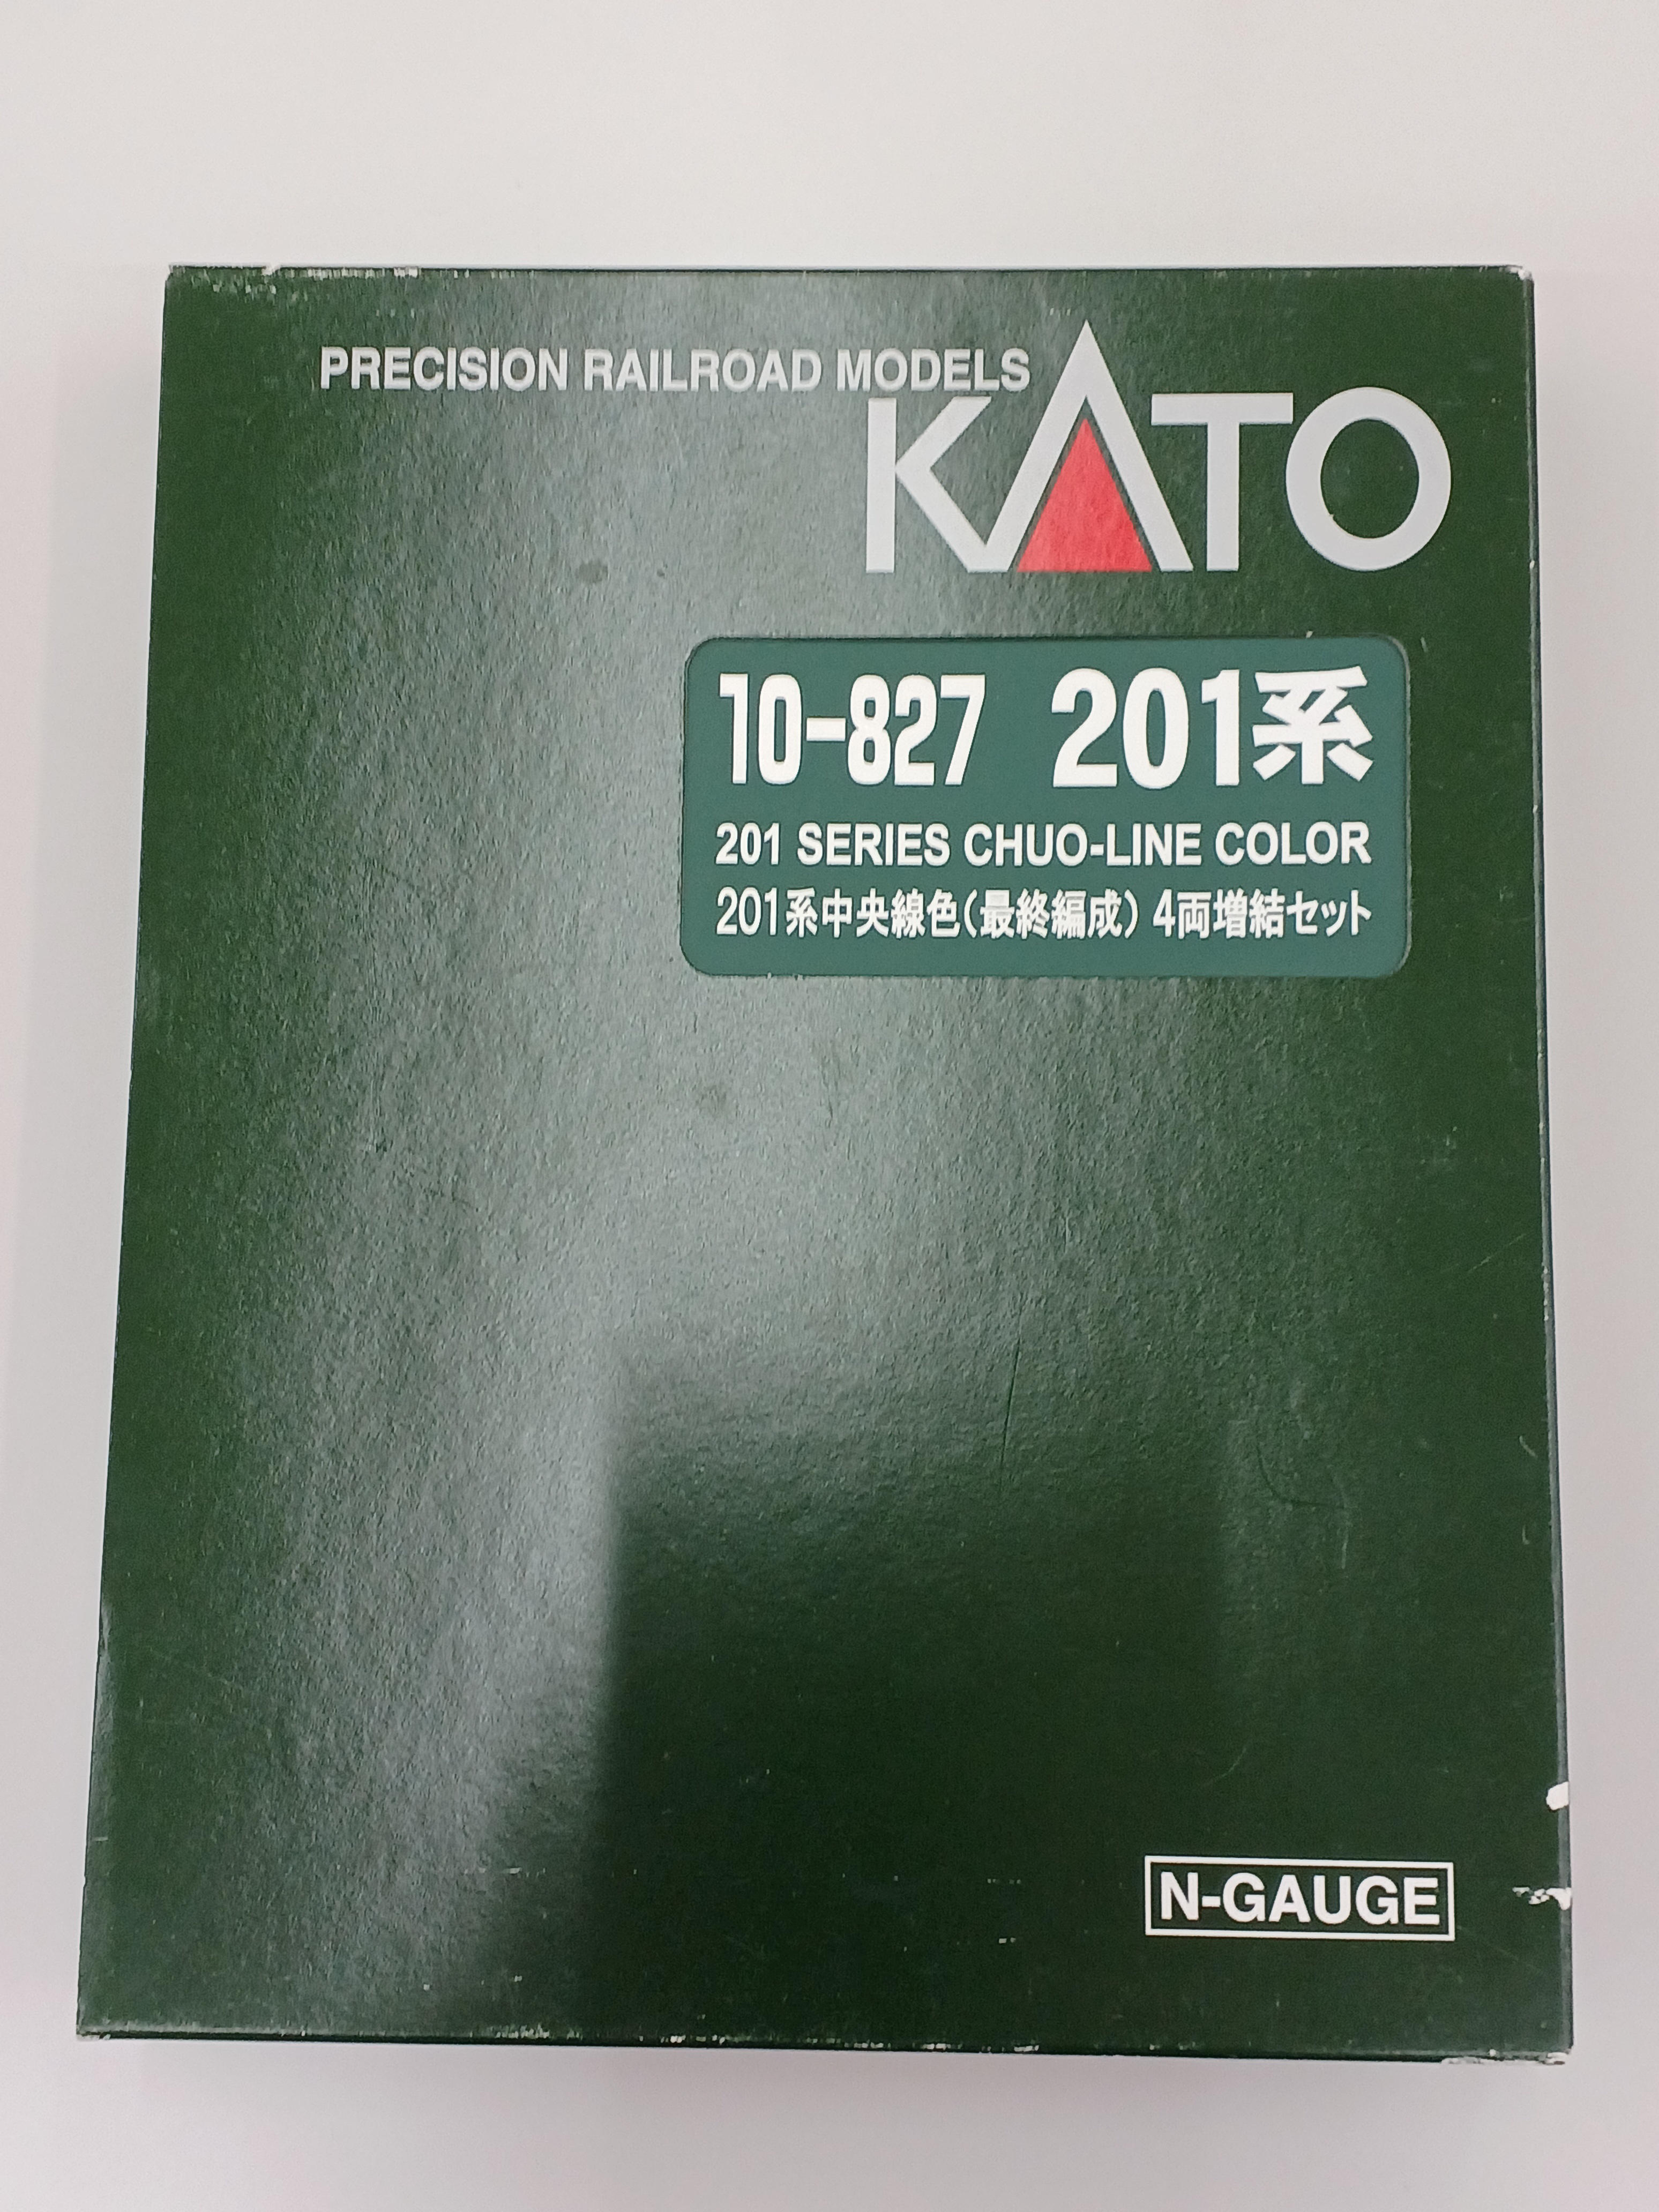 PRECISION RAILROAD MODELS
KATO
10-827 201系
201 SERIES CHUO-LINE COLOR
201系中央線色(最終編成) 4両増結セット
N-GAUGE